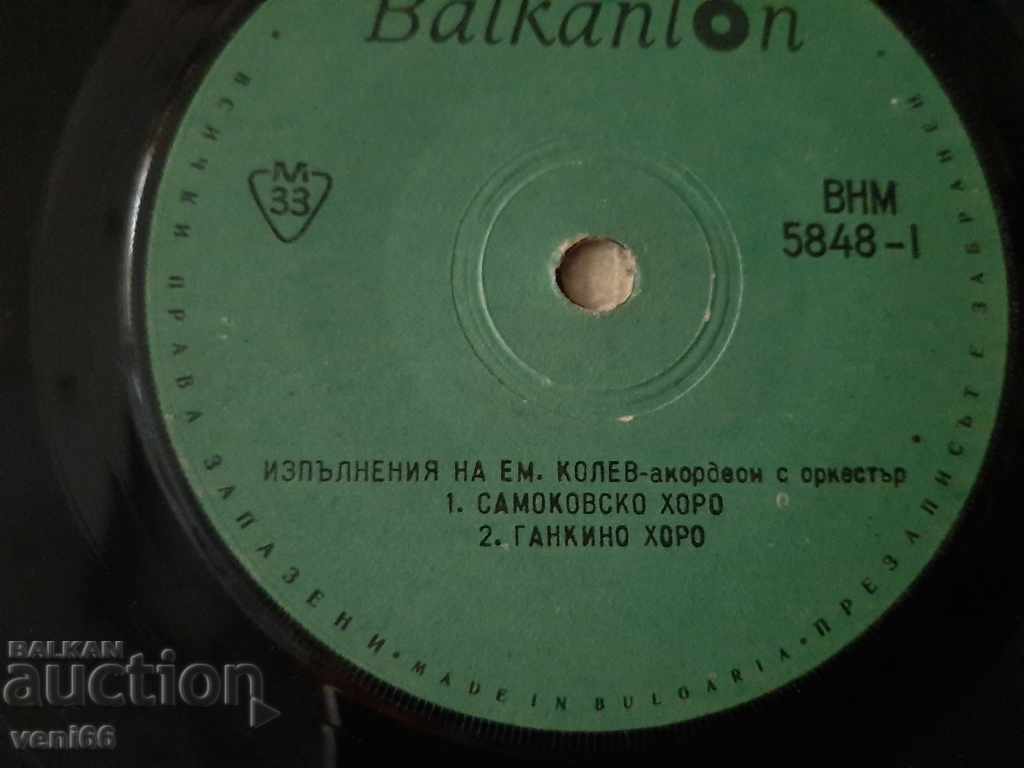 Balkanton
M
33
ВНМ
5848-1
ИЗПЪЛНЕНИЯ НА ЕМ. КОЛЕВ-акордеон с оркестър
1. САМОКОВСКО ХОРО
2. ГАНКИНО ХОРО
ВСИЧКИ ПРАВА ЗАПАЗЕНИ • MADE IN BULGARIA • ПРЕЗАПИСЪТ Е ЗАБРАНЕН
BALKAN
auction
veni66